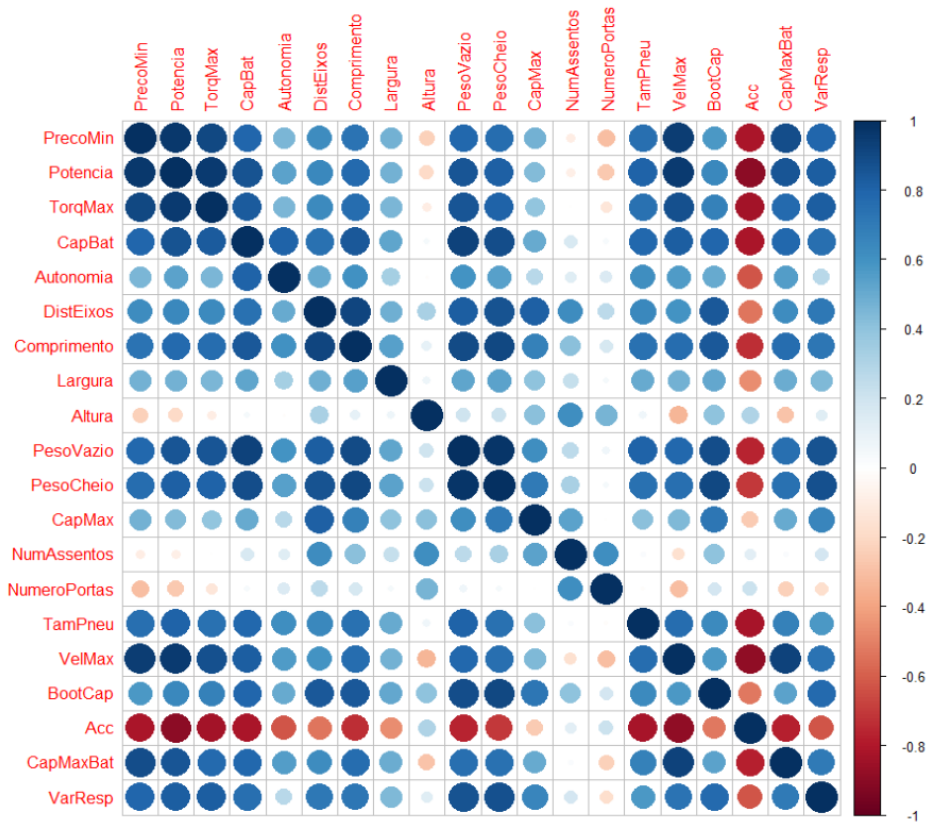 PrecoMin
Potencia
TorqMax
CapBat
Autonomia
DistEixos
Comprimento
Largura
Altura
PesoVazio
PesoCheio
CapMax
NumAssentos
NumeroPortas
TamPneu
VelMax
BootCap
Acc
CapMaxBat
VarResp
PrecoMin
Potencia
TorqMax
CapBat
Autonomia
DistEixos
Comprimento
Largura
Altura
PesoVazio
PesoCheio
CapMax
NumAssentos
NumeroPortas
TamPneu
VelMax
BootCap
Acc
CapMaxBat
VarResp
1
0.8
0.6
0.4
0.2
0
-0.2
-0.4
-0.6
-0.8
-1